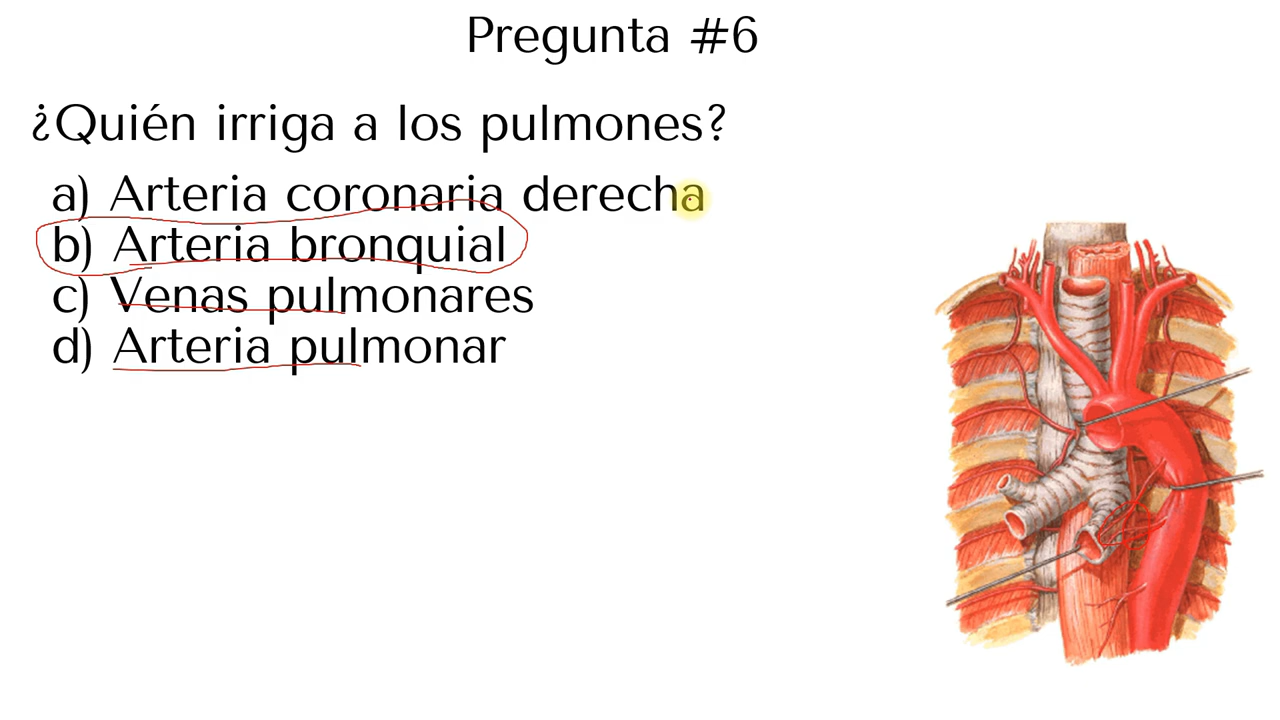 Pregunta #6
¿Quién irriga a los pulmones?
a) Arteria coronaria derecha
b) Arteria bronquial
c) Venas pulmonares
d) Arteria pulmonar